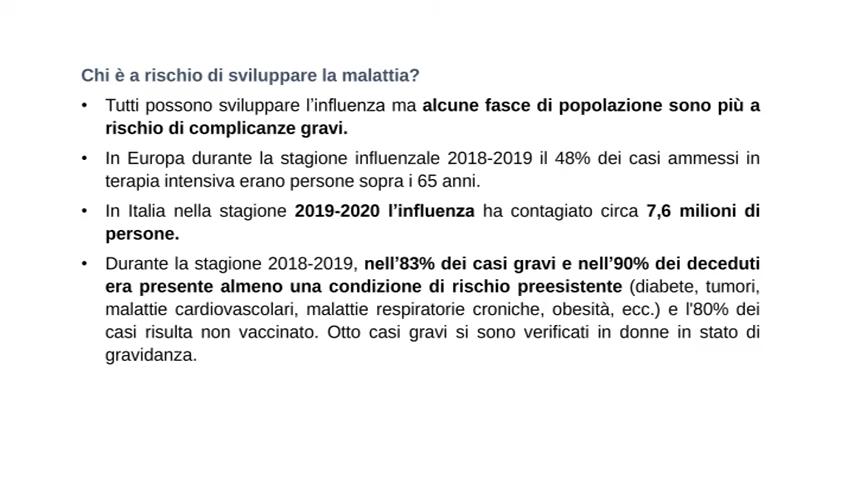 Chi è a rischio di sviluppare la malattia?
• Tutti possono sviluppare l’influenza ma alcune fasce di popolazione sono più a
rischio di complicanze gravi.
• In Europa durante la stagione influenzale 2018-2019 il 48% dei casi ammessi in
terapia intensiva erano persone sopra i 65 anni.
• In Italia nella stagione 2019-2020 l’influenza ha contagiato circa 7,6 milioni di
persone.
• Durante la stagione 2018-2019, nell’83% dei casi gravi e nell’90% dei deceduti
era presente almeno una condizione di rischio preesistente (diabete, tumori,
malattie cardiovascolari, malattie respiratorie croniche, obesità, ecc.) e l'80% dei
casi risulta non vaccinato. Otto casi gravi si sono verificati in donne in stato di
gravidanza.